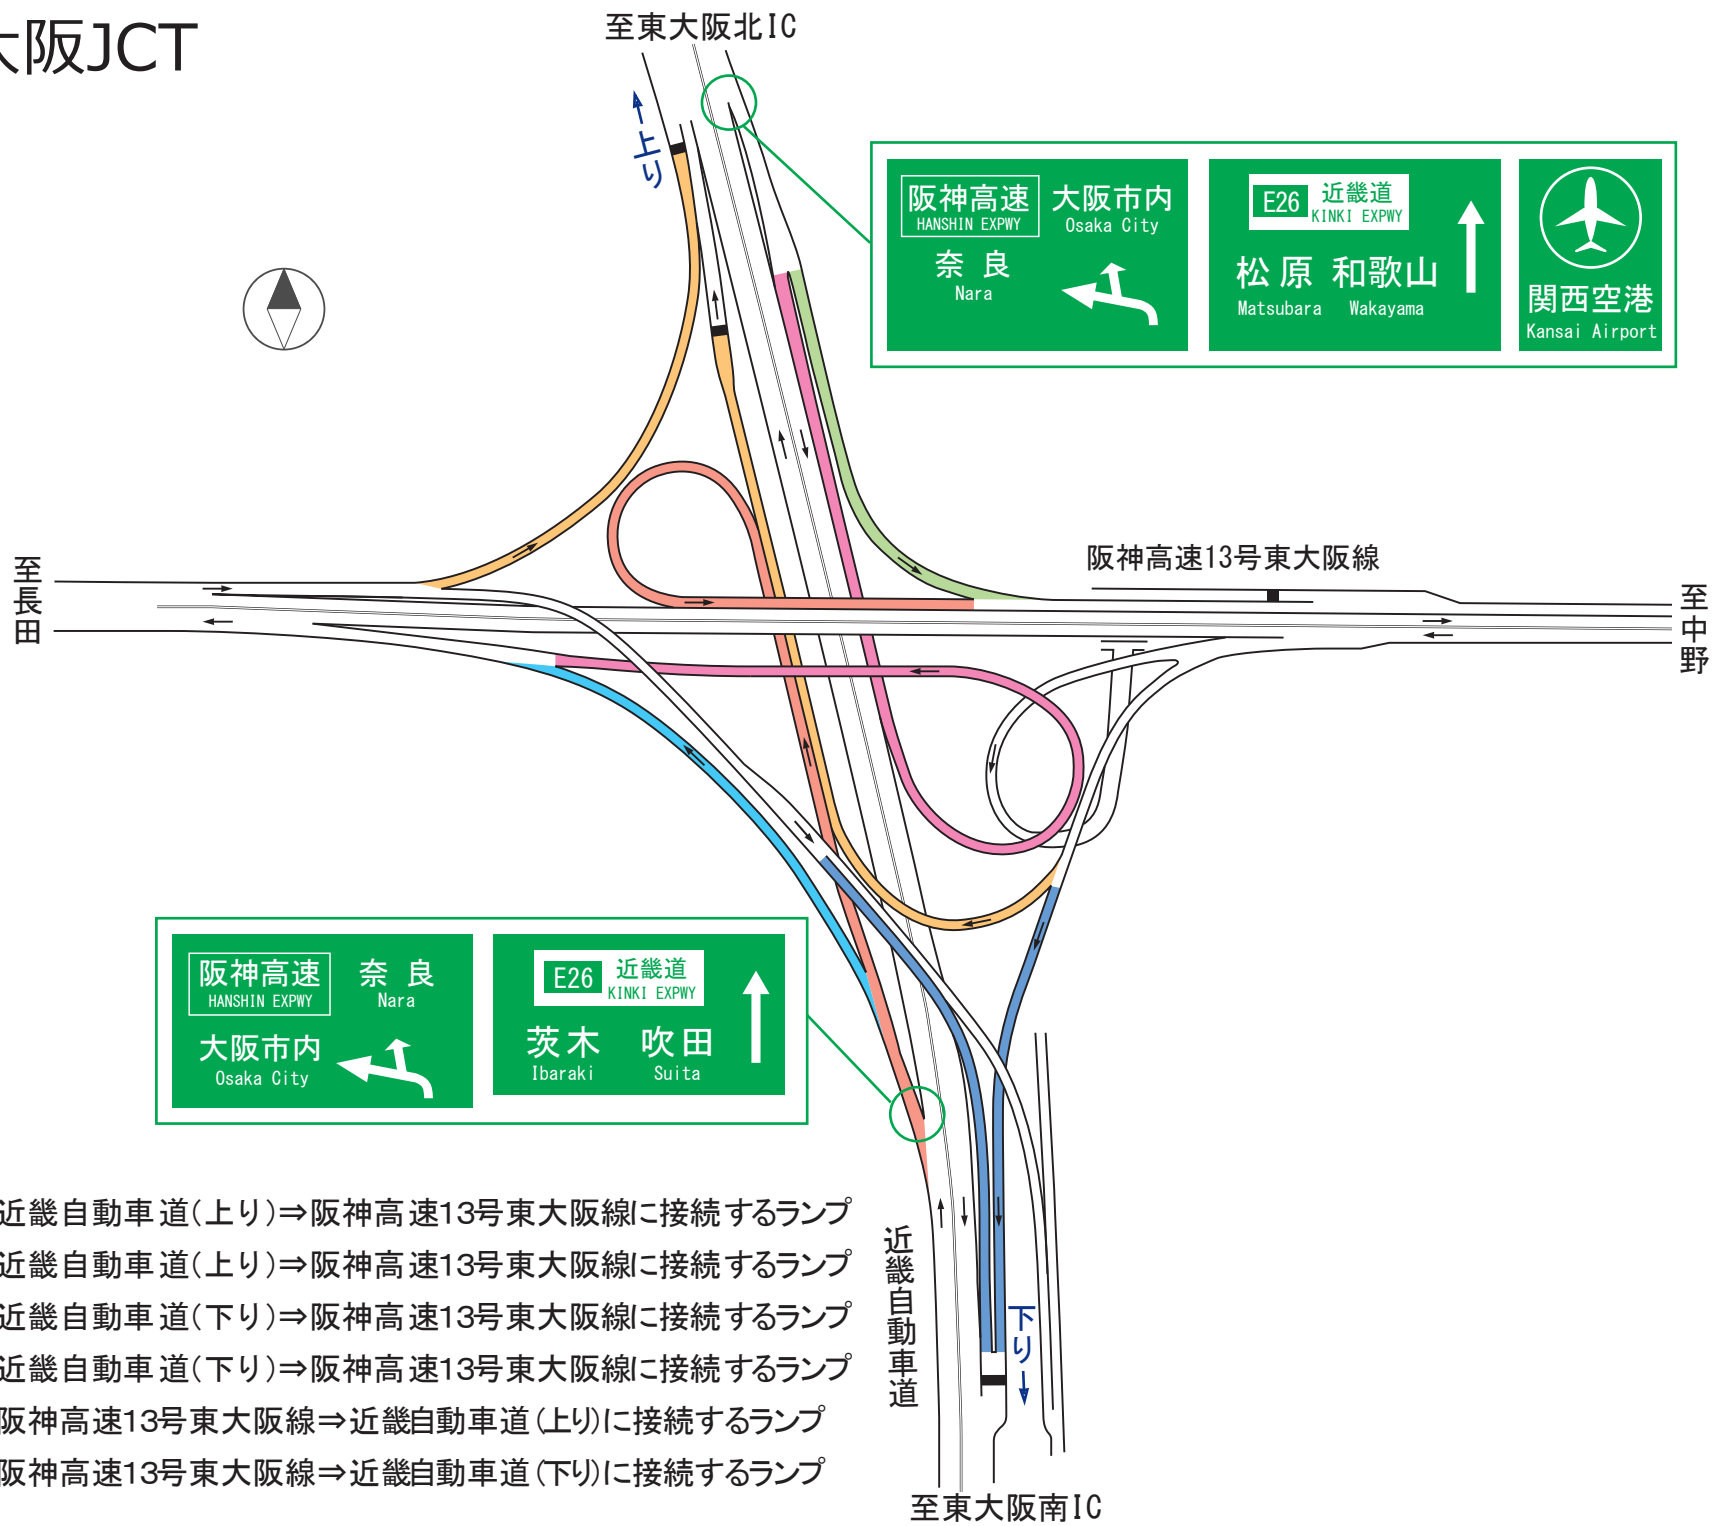 大阪JCT
至東大阪北IC
上り
阪神高速
HANSHIN EXPWY
大阪市内
Osaka City
奈良
Nara
E26
近畿道
KINKI EXPWY
松原 和歌山
Matsubara Wakayama
関西空港
Kansai Airport
阪神高速13号東大阪線
至長田
至中野
阪神高速
HANSHIN EXPWY
奈良
Nara
大阪市内
Osaka City
E26
近畿道
KINKI EXPWY
茨木 吹田
Ibaraki Suita
近畿自動車道(上り)⇒阪神高速13号東大阪線に接続するランプ
近畿自動車道(上り)⇒阪神高速13号東大阪線に接続するランプ
近畿自動車道(下り)⇒阪神高速13号東大阪線に接続するランプ
近畿自動車道(下り)⇒阪神高速13号東大阪線に接続するランプ
阪神高速13号東大阪線⇒近畿自動車道(上り)に接続するランプ
阪神高速13号東大阪線⇒近畿自動車道(下り)に接続するランプ
近畿自動車道
下り
至東大阪南IC